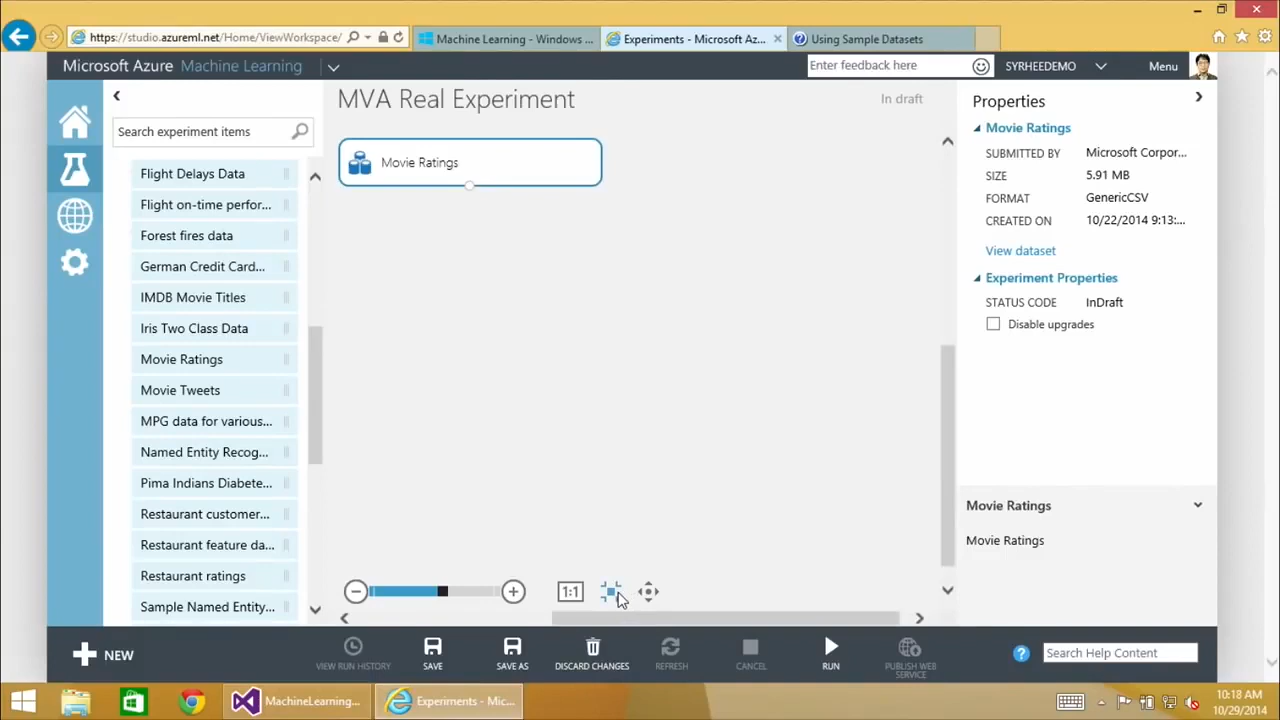 https://studio.azureml.net/Home/ViewWorkspace/
Machine Learning - Windows ...
Experiments - Microsoft Az...
Using Sample Datasets
Microsoft Azure Machine Learning
Enter feedback here
SYRHEEDEMO
Menu
Search experiment items
Flight Delays Data
Flight on-time perfor...
Forest fires data
German Credit Card...
IMDB Movie Titles
Iris Two Class Data
Movie Ratings
Movie Tweets
MPG data for various...
Named Entity Recog...
Pima Indians Diabete...
Restaurant customer...
Restaurant feature da...
Restaurant ratings
Sample Named Entity...
MVA Real Experiment
In draft
Movie Ratings
1:1
Properties
Movie Ratings
SUBMITTED BY Microsoft Corpor...
SIZE 5.91 MB
FORMAT GenericCSV
CREATED ON 10/22/2014 9:13:...
View dataset
Experiment Properties
STATUS CODE InDraft
Disable upgrades
Movie Ratings
Movie Ratings
NEW
VIEW RUN HISTORY
SAVE
SAVE AS
DISCARD CHANGES
REFRESH
CANCEL
RUN
PUBLISH WEB
SERVICE
Search Help Content
MachineLearning...
Experiments - Mic...
10:18 AM
10/29/2014